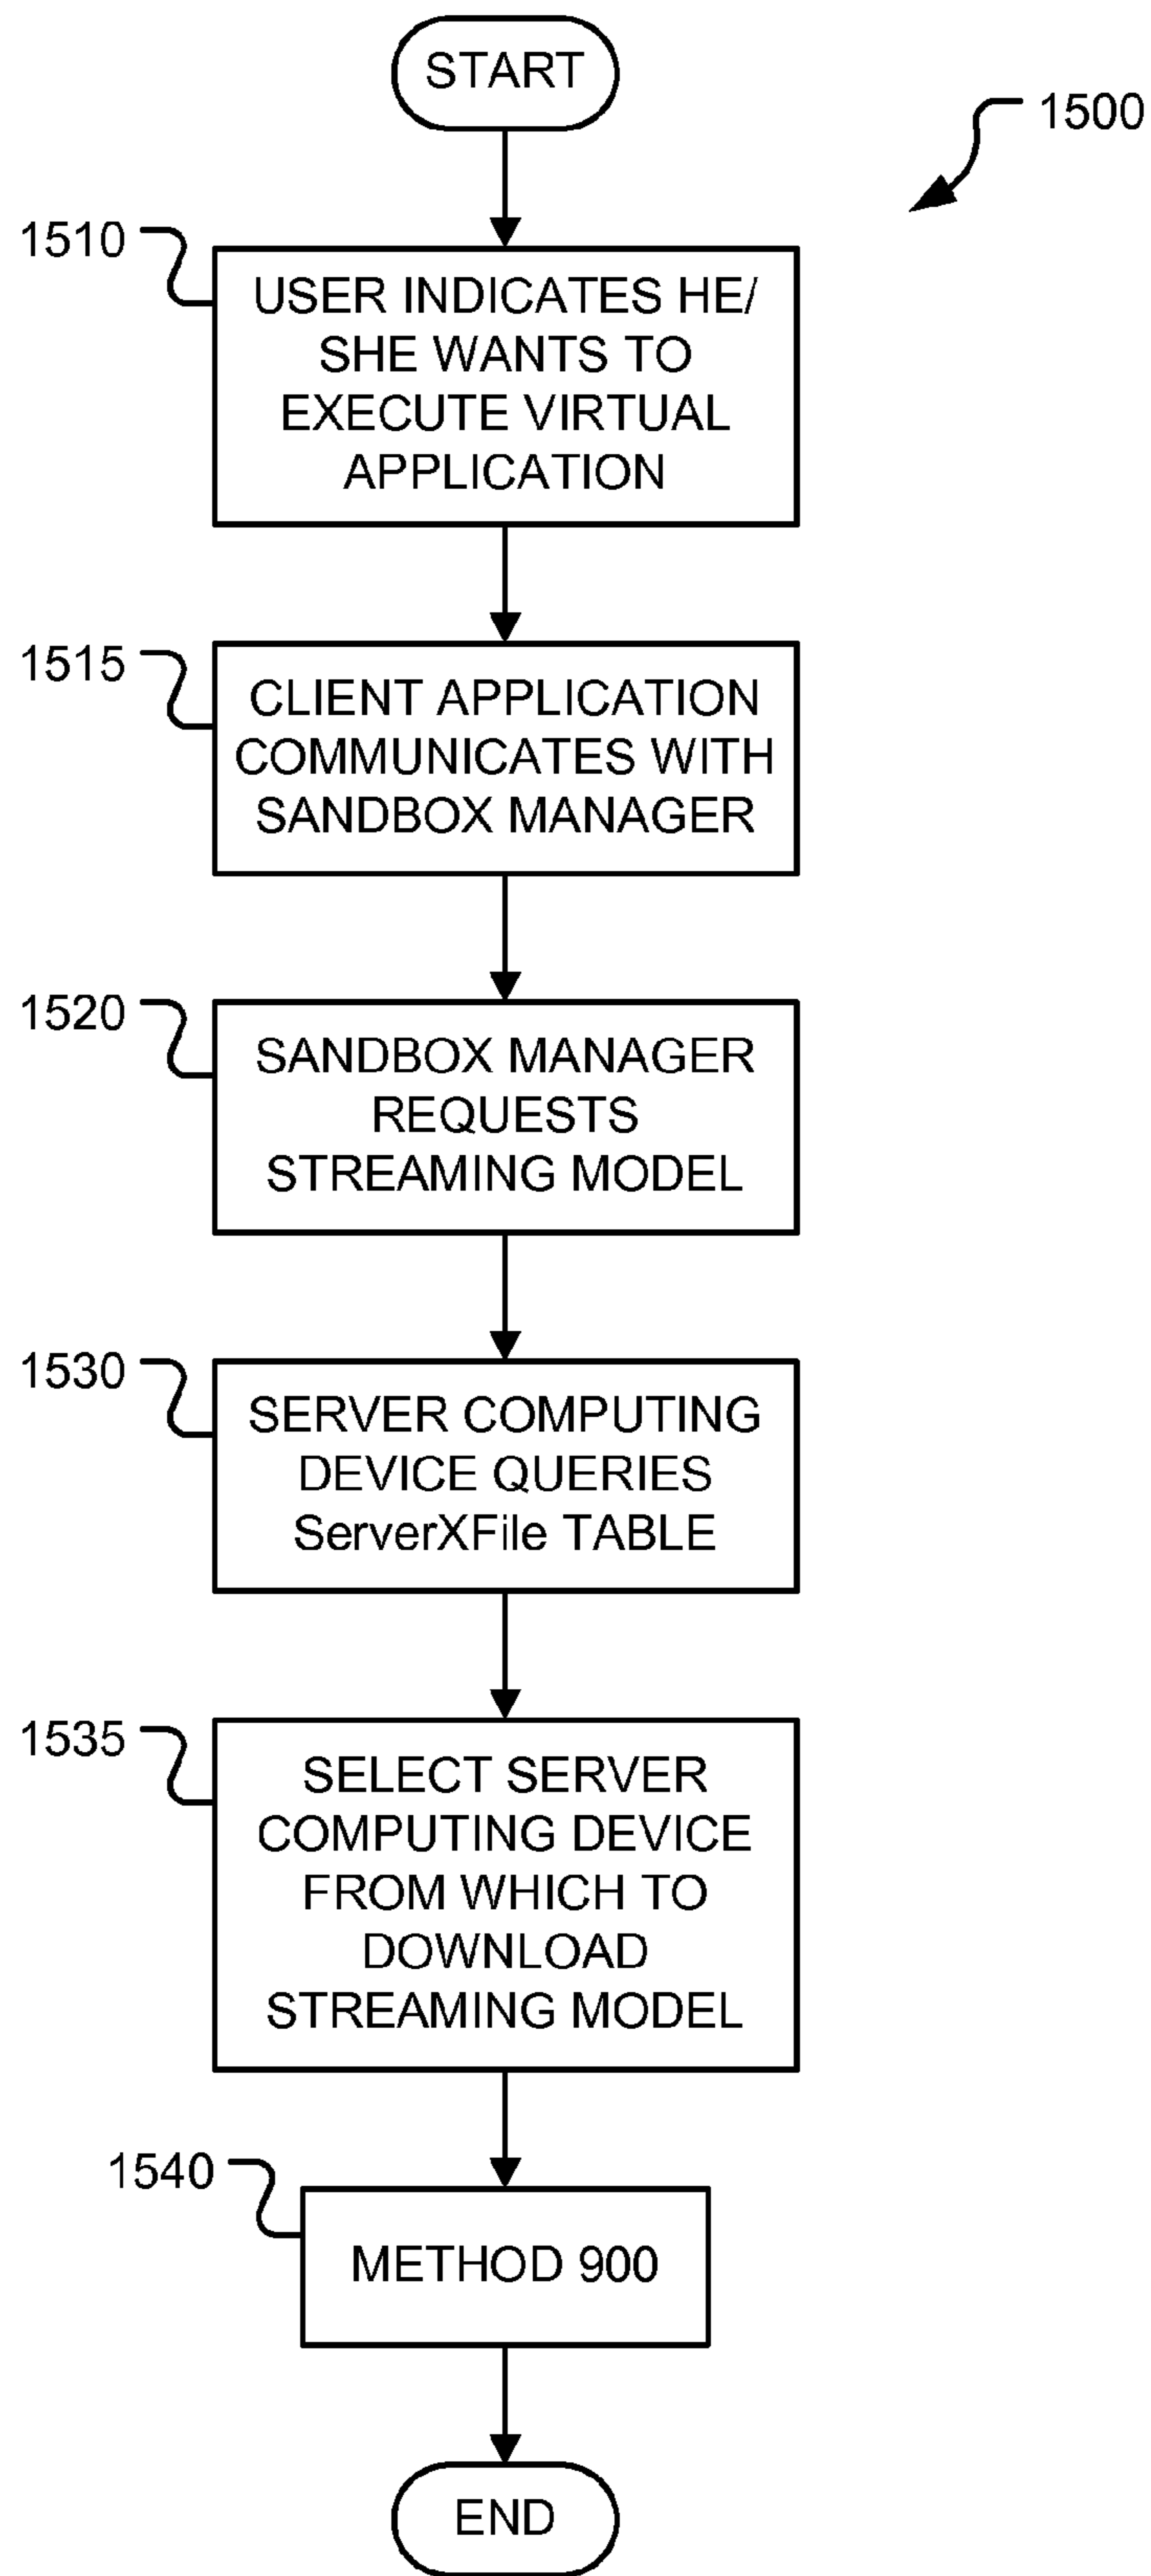 START
1500
1510
USER INDICATES HE/
SHE WANTS TO
EXECUTE VIRTUAL
APPLICATION
1515
CLIENT APPLICATION
COMMUNICATES WITH
SANDBOX MANAGER
1520
SANDBOX MANAGER
REQUESTS
STREAMING MODEL
1530
SERVER COMPUTING
DEVICE QUERIES
ServerXFile TABLE
1535
SELECT SERVER
COMPUTING DEVICE
FROM WHICH TO
DOWNLOAD
STREAMING MODEL
1540
METHOD 900
END